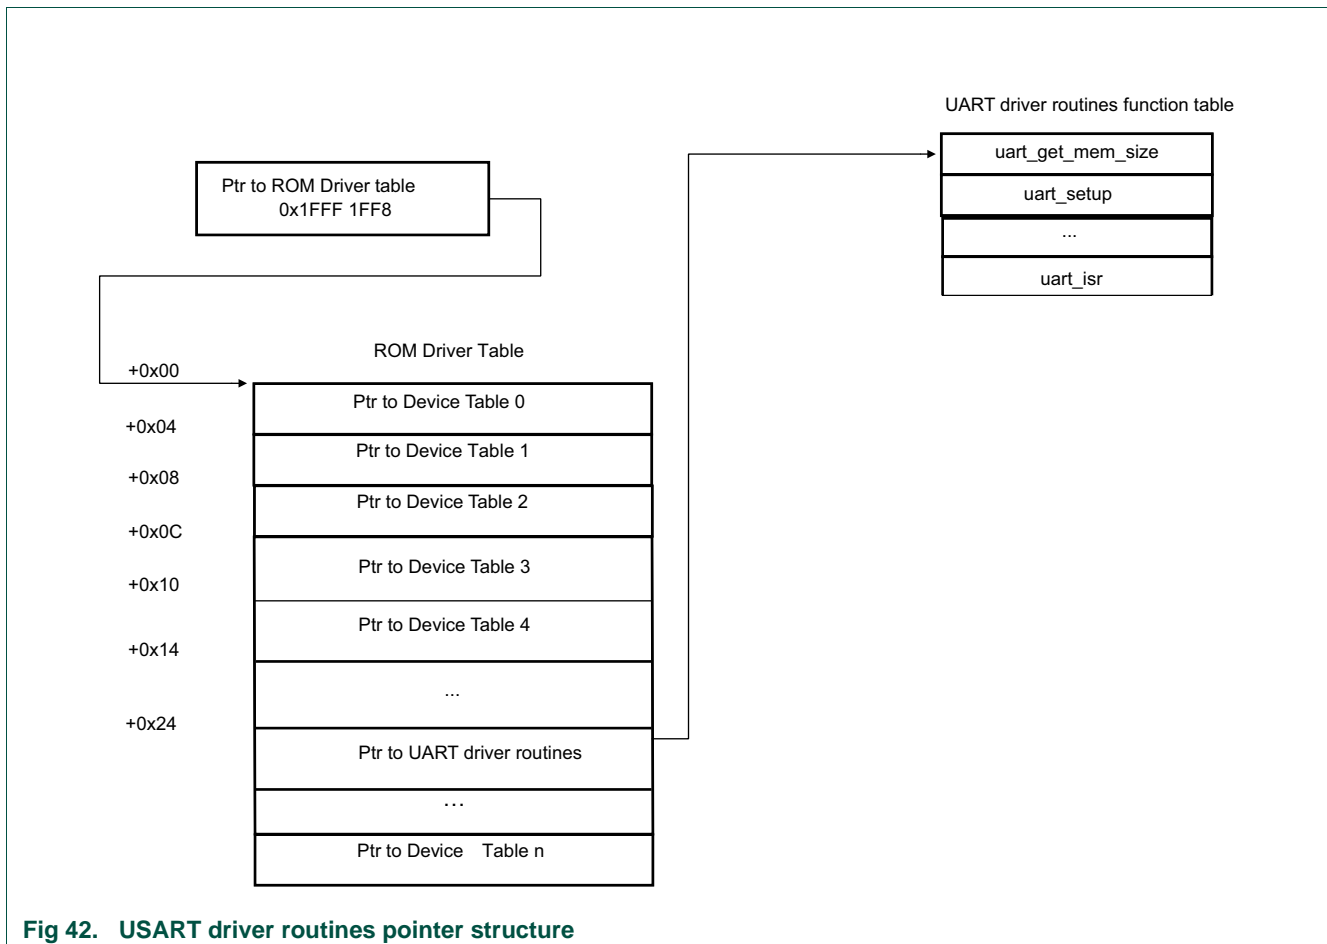 UART driver routines function table
uart_get_mem_size
uart_setup
...
uart_isr
Ptr to ROM Driver table
0x1FFF 1FF8
ROM Driver Table
+0x00
Ptr to Device Table 0
+0x04
Ptr to Device Table 1
+0x08
Ptr to Device Table 2
+0x0C
Ptr to Device Table 3
+0x10
Ptr to Device Table 4
+0x14
...
+0x24
Ptr to UART driver routines
...
Ptr to Device Table n
Fig 42. USART driver routines pointer structure